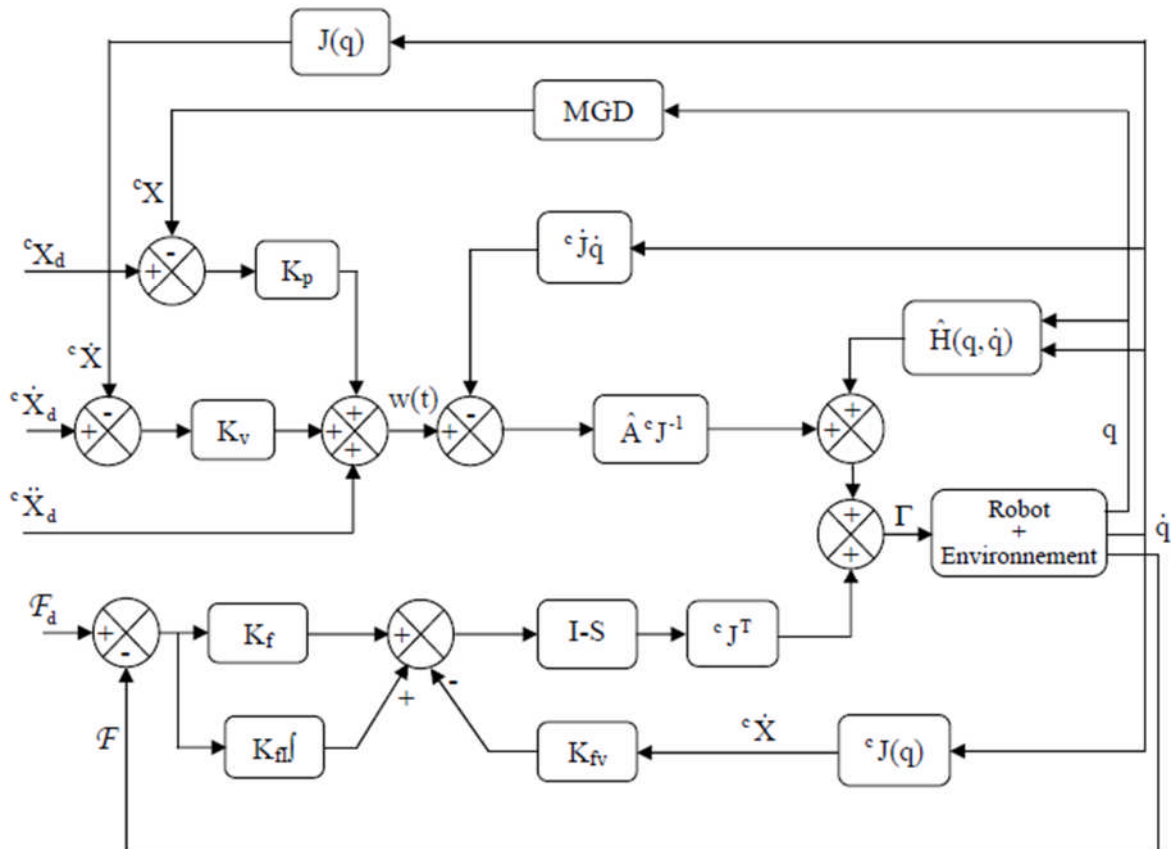 J(q)
MGD
ᶜX
ᶜX_d
-
+
K_p
ᶜJ̇q̇
Ĥ(q, q̇)
ᶜẊ
ᶜẊ_d
-
+
K_v
+
+
+
w(t)
-
+
Â ᶜJ⁻¹
+
+
q
ᶜẌ_d
+
+
Γ
Robot
+
Environnement
q̇
ℱ_d
+
-
K_f
+
+
-
I-S
ᶜJᵀ
ℱ
K_fI∫
K_fv
ᶜẊ
ᶜJ(q)